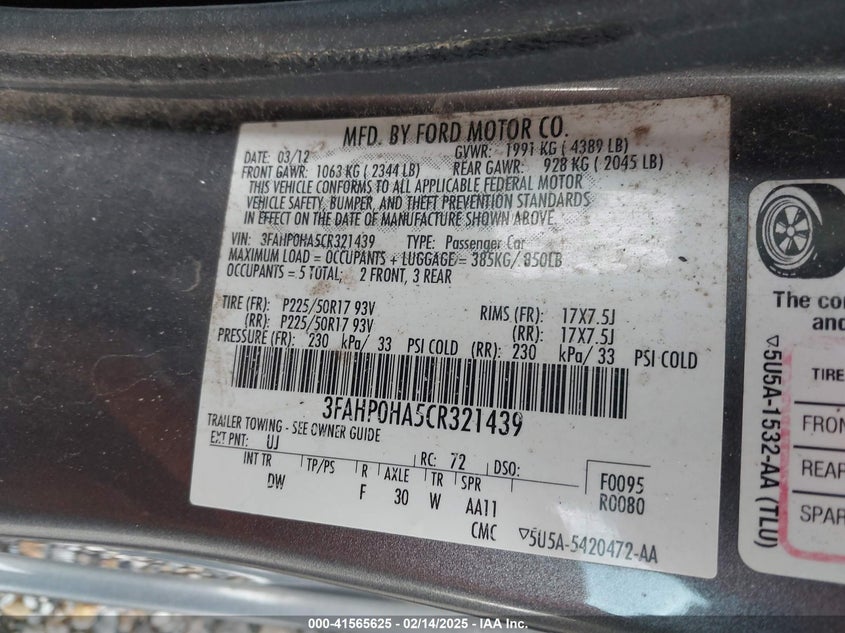 MFD. BY FORD MOTOR CO.
DATE: 03/12 GVWR: 1991 KG ( 4389 LB)
FRONT GAWR: 1063 KG ( 2344 LB) REAR GAWR: 928 KG ( 2045 LB)
THIS VEHICLE CONFORMS TO ALL APPLICABLE FEDERAL MOTOR
VEHICLE SAFETY, BUMPER, AND THEFT PREVENTION STANDARDS
IN EFFECT ON THE DATE OF MANUFACTURE SHOWN ABOVE.
VIN: 3FAHP0HA5CR321439 TYPE: Passenger Car
MAXIMUM LOAD = OCCUPANTS + LUGGAGE = 385KG/ 850LB
OCCUPANTS = 5 TOTAL, 2 FRONT, 3 REAR
TIRE (FR): P225/50R17 93V RIMS (FR): 17X7.5J
(RR): P225/50R17 93V (RR): 17X7.5J
PRESSURE (FR): 230 kPa/ 33 PSI COLD (RR): 230 kPa/ 33 PSI COLD
3FAHP0HA5CR321439
TRAILER TOWING - SEE OWNER GUIDE
EXT PNT: UJ RC: 72 DSO:
INT TR TP/PS R AXLE TR SPR F0095
DW F 30 W AA11 R0080
CMC ▽5U5A-5420472-AA
The co
and
▽5U5A-1532-AA (TLU)
TIRE
FRON
REAR
SPAR
000-41565625 - 02/14/2025 - IAA Inc.